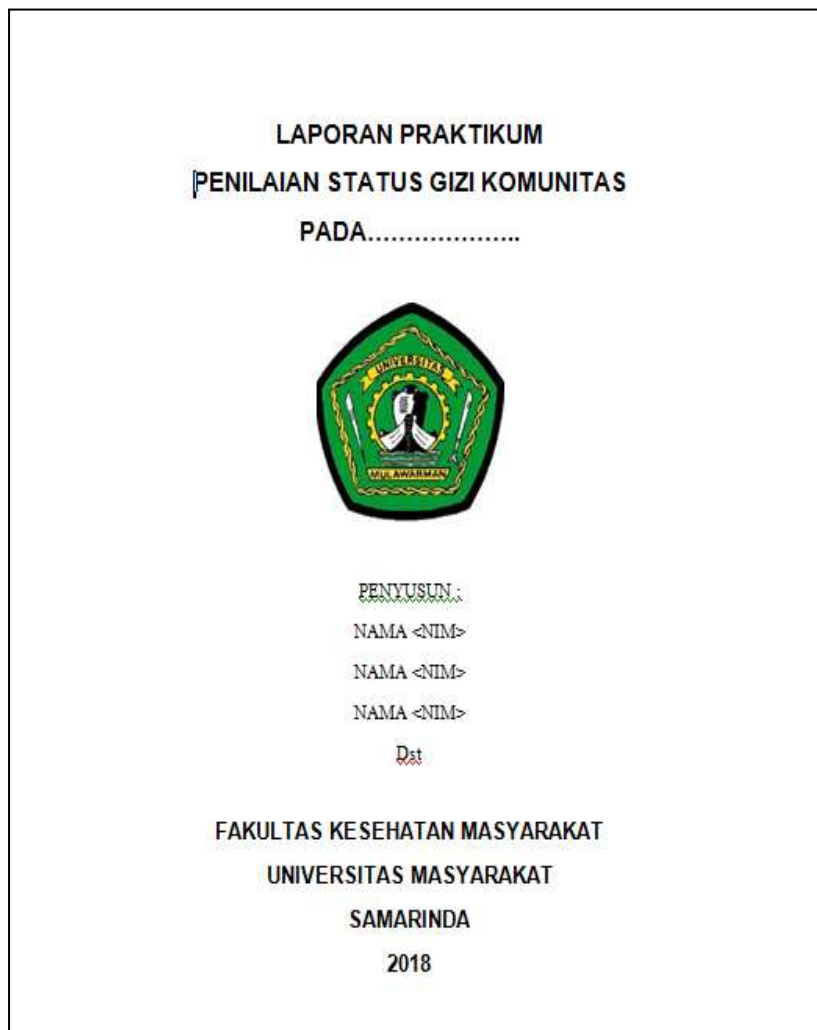 LAPORAN PRAKTIKUM
PENILAIAN STATUS GIZI KOMUNITAS
PADA………………..
UNIVERSITAS
MULAWARMAN
PENYUSUN :
NAMA <NIM>
NAMA <NIM>
NAMA <NIM>
Dst
FAKULTAS KESEHATAN MASYARAKAT
UNIVERSITAS MASYARAKAT
SAMARINDA
2018